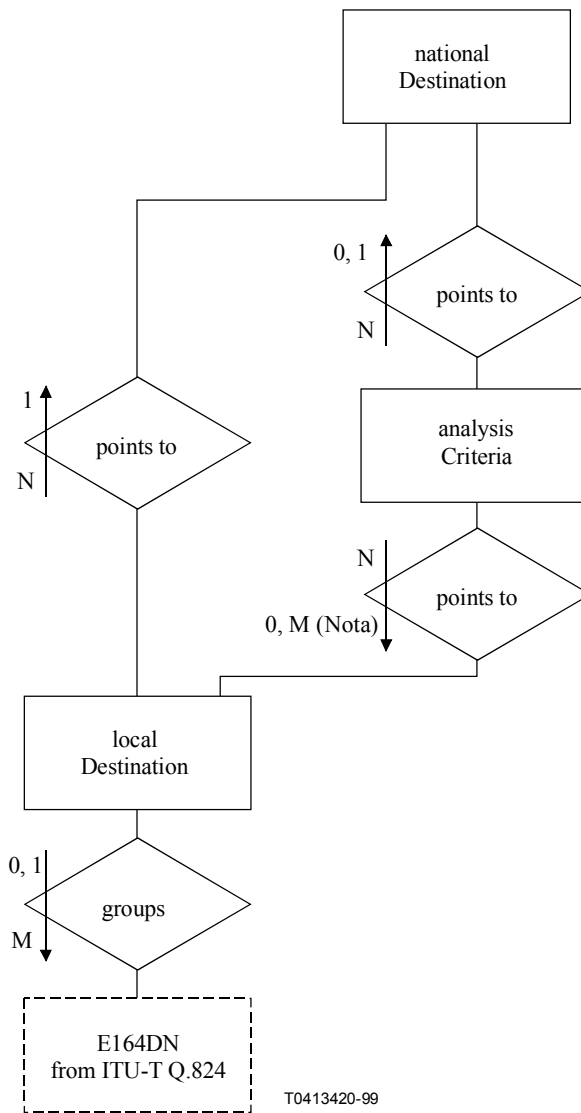 national
Destination
0, 1
points to
N
1
points to
N
analysis
Criteria
N
points to
0, M (Nota)
local
Destination
0, 1
groups
M
E164DN
from ITU-T Q.824
T0413420-99